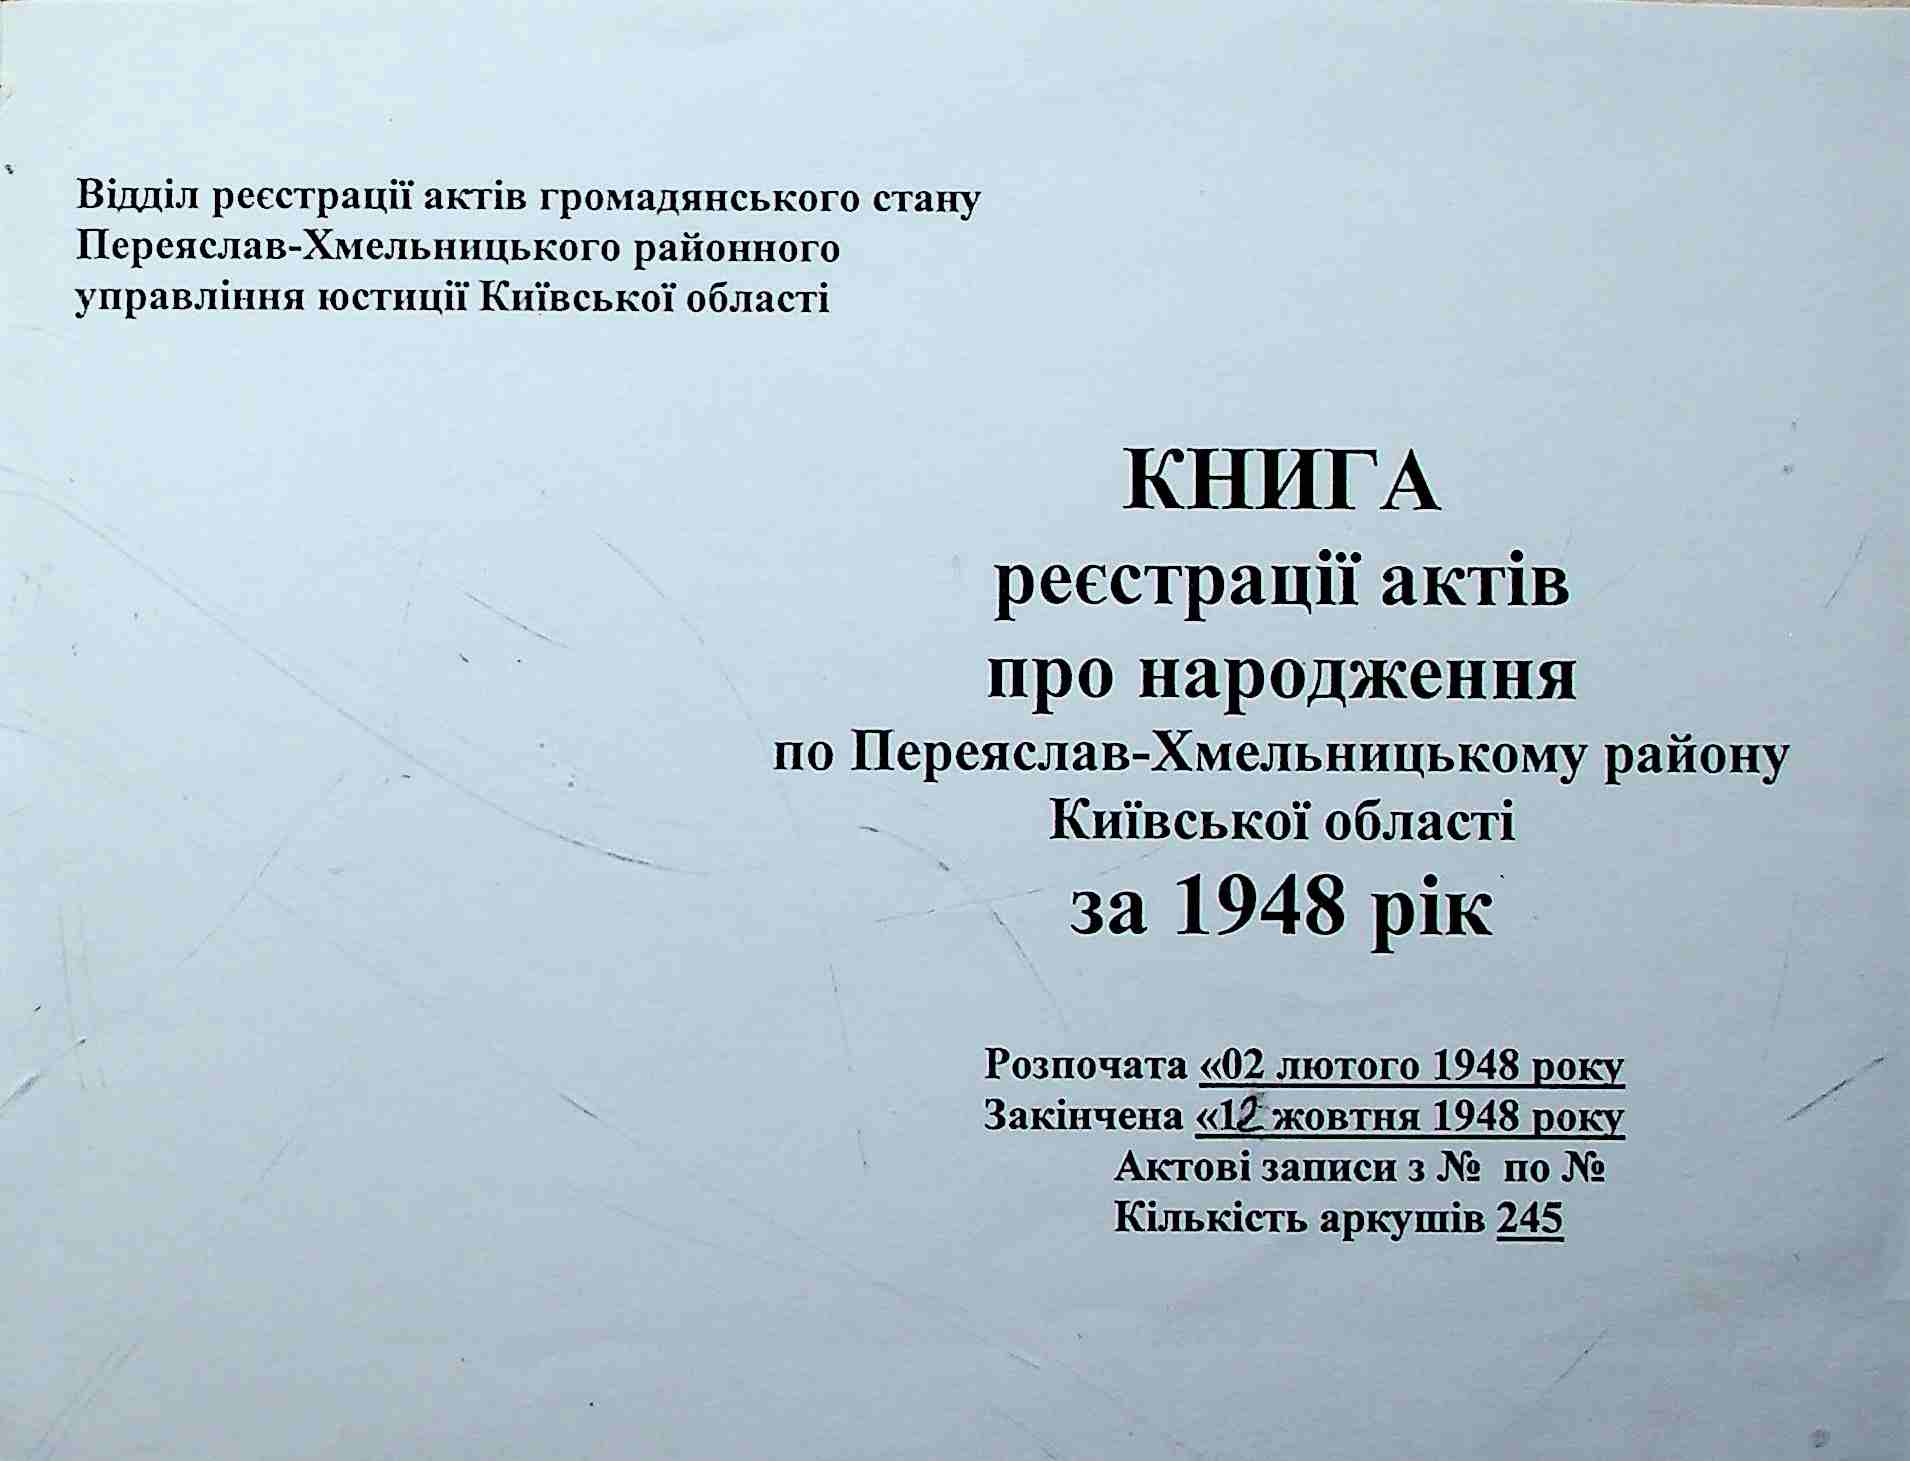 Відділ реєстрації актів громадянського стану
Переяслав-Хмельницького районного
управління юстиції Київської області
КНИГА
реєстрації актів
про народження
по Переяслав-Хмельницькому району
Київської області
за 1948 рік
Розпочата «02 лютого 1948 року
Закінчена «12 жовтня 1948 року
Актові записи з № по №
Кількість аркушів 245